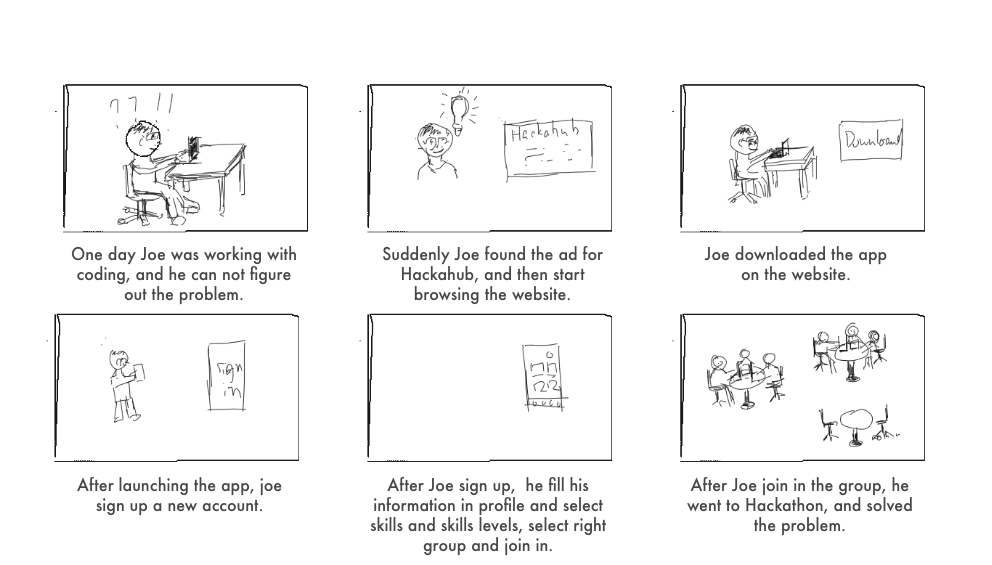 ?? !!
Hackahub
Download
One day Joe was working with
coding, and he can not figure
out the problem.
Suddenly Joe found the ad for
Hackahub, and then start
browsing the website.
Joe downloaded the app
on the website.
sign
in
After launching the app, joe
sign up a new account.
After Joe sign up, he fill his
information in profile and select
skills and skills levels, select right
group and join in.
After Joe join in the group, he
went to Hackathon, and solved
the problem.